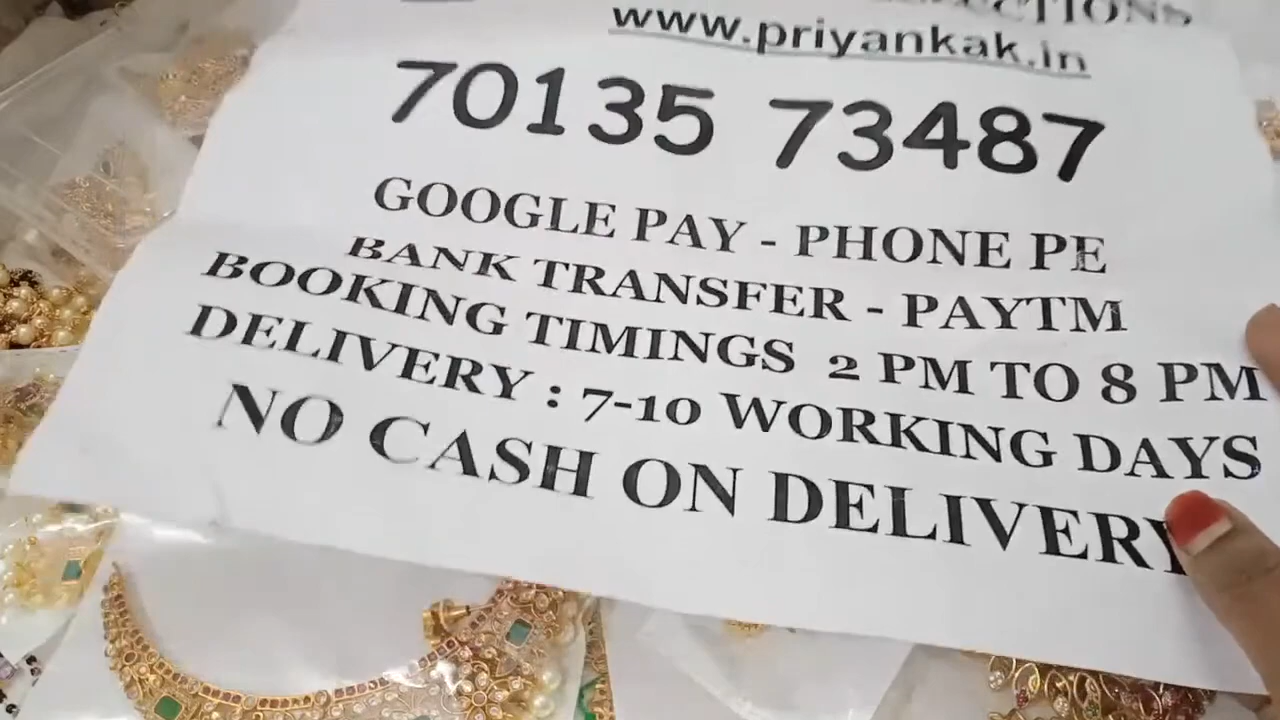 www.priyankak.in
70135 73487
GOOGLE PAY - PHONE PE
BANK TRANSFER - PAYTM
BOOKING TIMINGS 2 PM TO 8 PM
DELIVERY : 7-10 WORKING DAYS
NO CASH ON DELIVERY